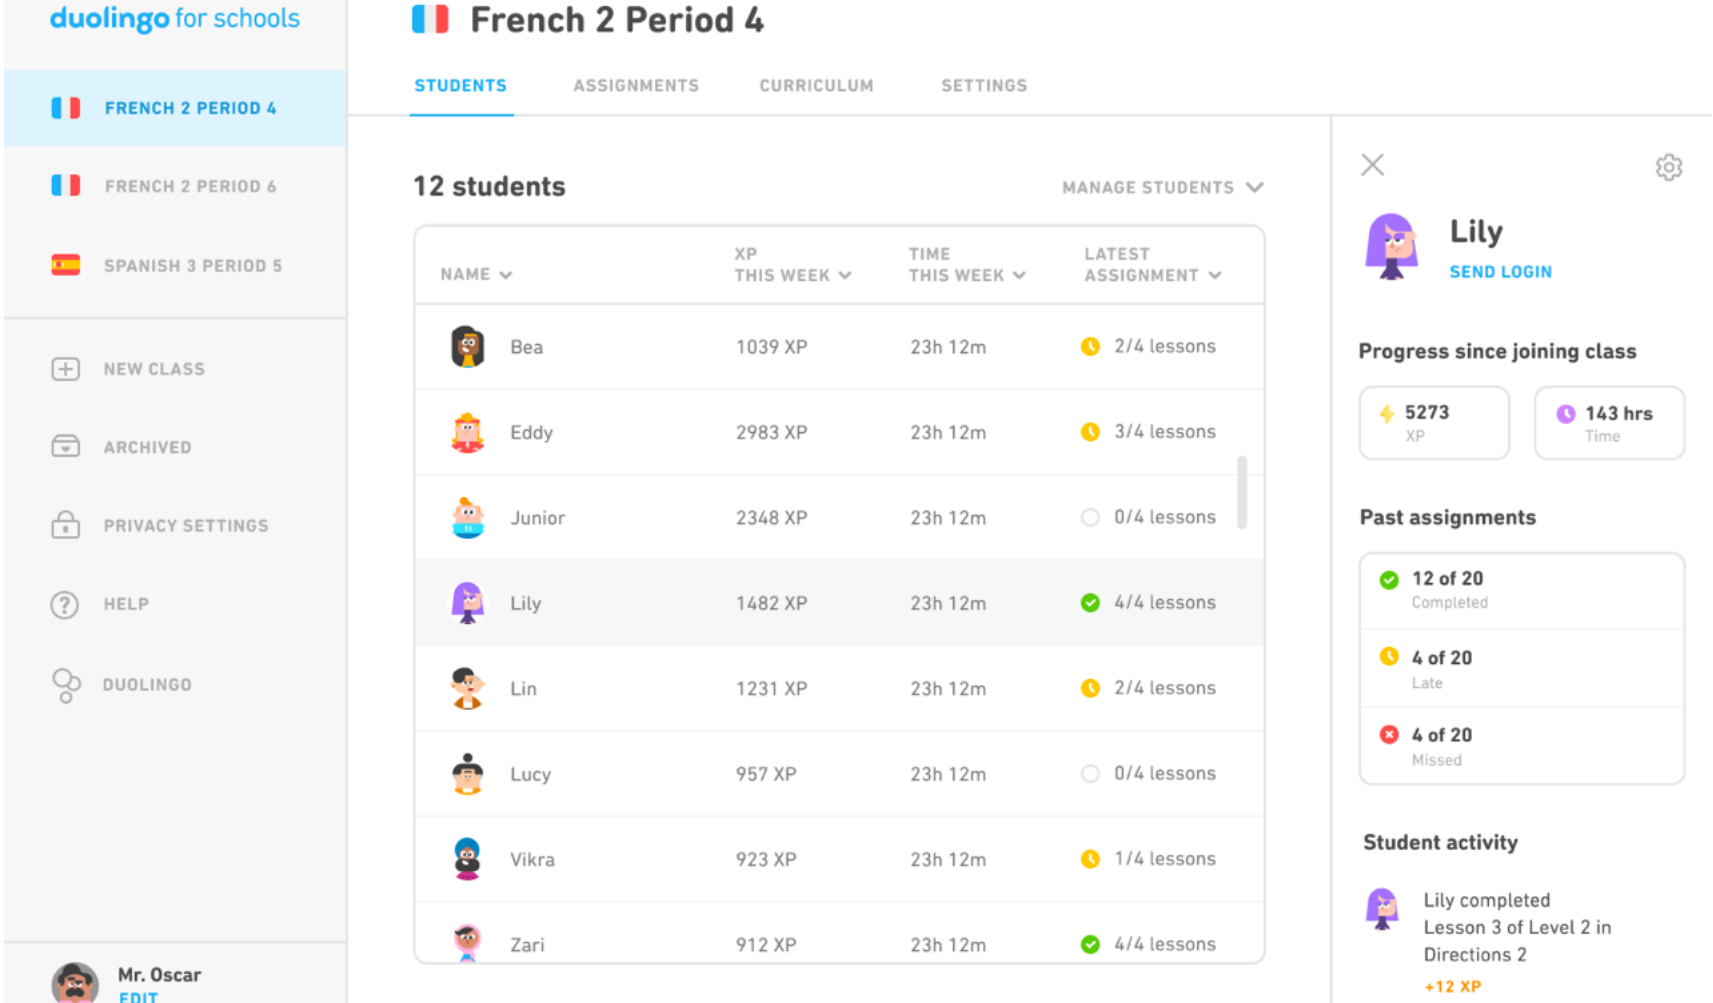 duolingo for schools
FRENCH 2 PERIOD 4
FRENCH 2 PERIOD 6
SPANISH 3 PERIOD 5
NEW CLASS
ARCHIVED
PRIVACY SETTINGS
HELP
DUOLINGO
Mr. Oscar
EDIT
French 2 Period 4
STUDENTS ASSIGNMENTS CURRICULUM SETTINGS
12 students MANAGE STUDENTS
NAME XP THIS WEEK TIME THIS WEEK LATEST ASSIGNMENT
Bea 1039 XP 23h 12m 2/4 lessons
Eddy 2983 XP 23h 12m 3/4 lessons
Junior 2348 XP 23h 12m 0/4 lessons
Lily 1482 XP 23h 12m 4/4 lessons
Lin 1231 XP 23h 12m 2/4 lessons
Lucy 957 XP 23h 12m 0/4 lessons
Vikra 923 XP 23h 12m 1/4 lessons
Zari 912 XP 23h 12m 4/4 lessons
Lily
SEND LOGIN
Progress since joining class
5273 XP
143 hrs Time
Past assignments
12 of 20
Completed
4 of 20
Late
4 of 20
Missed
Student activity
Lily completed
Lesson 3 of Level 2 in
Directions 2
+12 XP